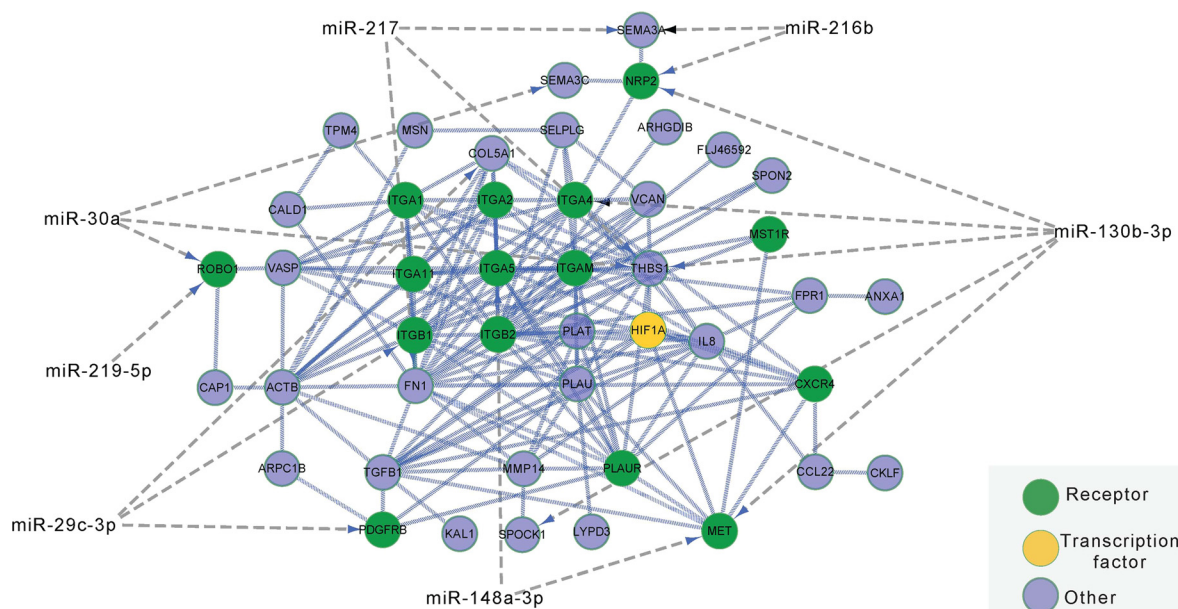 miR-217
SEMA3A
miR-216b
SEMA3C
NRP2
TPM4
MSN
SELPLG
ARHGDIB
COL5A1
FLJ46592
SPON2
ITGA1
ITGA2
ITGA4
VCAN
CALD1
miR-30a
MST1R
miR-130b-3p
ROBO1
VASP
ITGA11
ITGA5
ITGAM
THBS1
FPR1
ANXA1
ITGB1
ITGB2
PLAT
HIF1A
IL8
miR-219-5p
CAP1
ACTB
FN1
PLAU
CXCR4
ARPC1B
TGFB1
MMP14
PLAUR
CCL22
CKLF
miR-29c-3p
PDGFRB
KAL1
SPOCK1
LYPD3
MET
miR-148a-3p
Receptor
Transcription
factor
Other